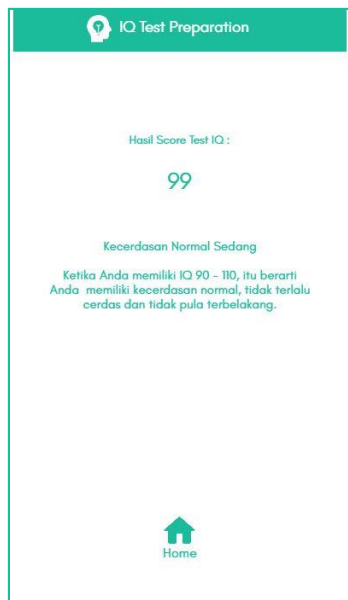 IQ Test Preparation
Hasil Score Test IQ :
99
Kecerdasan Normal Sedang
Ketika Anda memiliki IQ 90 - 110, itu berarti
Anda memiliki kecerdasan normal, tidak terlalu
cerdas dan tidak pula terbelakang.
Home